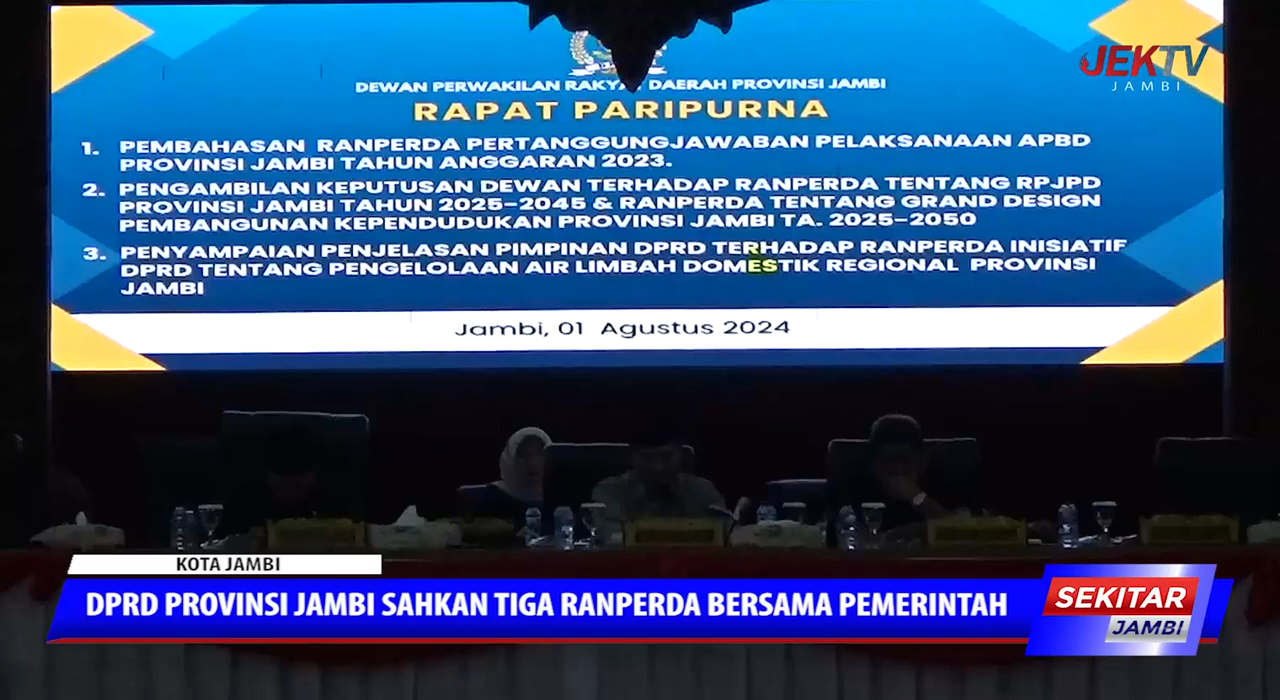 JEKTV
JAMBI
DEWAN PERWAKILAN RAKYAT DAERAH PROVINSI JAMBI
RAPAT PARIPURNA
1. PEMBAHASAN RANPERDA PERTANGGUNGJAWABAN PELAKSANAAN APBD
PROVINSI JAMBI TAHUN ANGGARAN 2023.
2. PENGAMBILAN KEPUTUSAN DEWAN TERHADAP RANPERDA TENTANG RPJPD
PROVINSI JAMBI TAHUN 2025-2045 & RANPERDA TENTANG GRAND DESIGN
PEMBANGUNAN KEPENDUDUKAN PROVINSI JAMBI TA. 2025-2050
3. PENYAMPAIAN PENJELASAN PIMPINAN DPRD TERHADAP RANPERDA INISIATIF
DPRD TENTANG PENGELOLAAN AIR LIMBAH DOMESTIK REGIONAL PROVINSI
JAMBI
Jambi, 01 Agustus 2024
KOTA JAMBI
DPRD PROVINSI JAMBI SAHKAN TIGA RANPERDA BERSAMA PEMERINTAH
SEKITAR
JAMBI